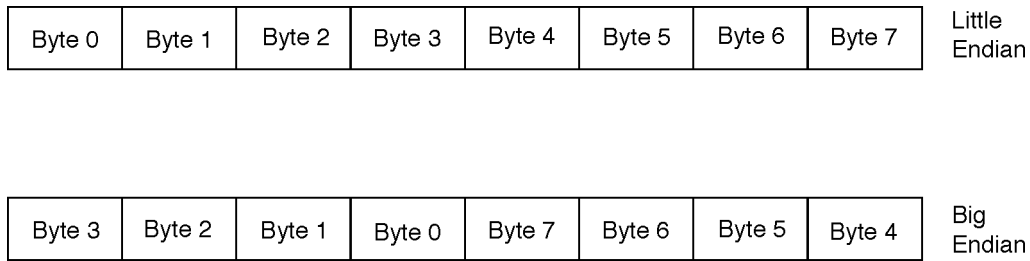 Byte 0 Byte 1 Byte 2 Byte 3 Byte 4 Byte 5 Byte 6 Byte 7
Little
Endian
Byte 3 Byte 2 Byte 1 Byte 0 Byte 7 Byte 6 Byte 5 Byte 4
Big
Endian